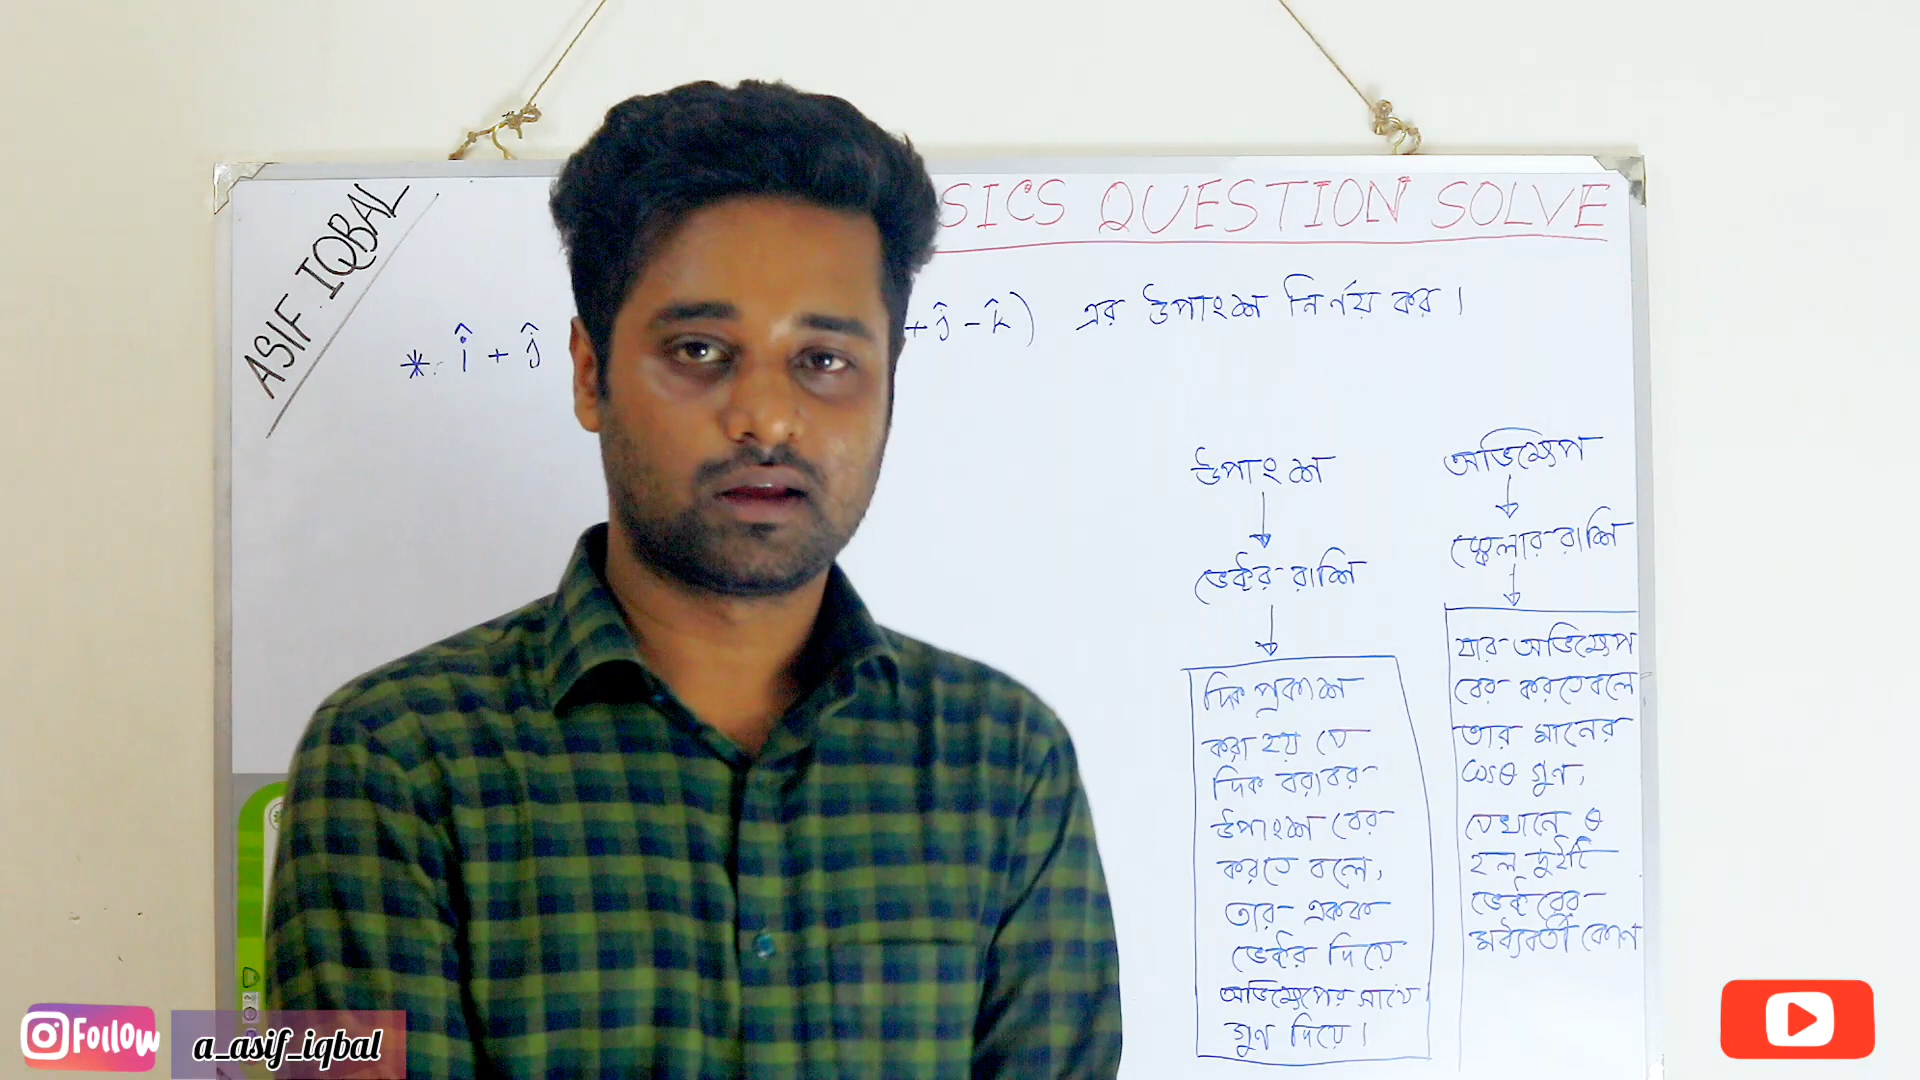 ASIF IQBAL
SICS QUESTION SOLVE
* î + ĵ
+ ĵ - k̂) এর উপাংশ নির্ণয় কর।
উপাংশ
↓
ভেক্টর রাশি
↓
দিক প্রকাশ
করা হয় যে
দিক বরাবর
উপাংশ বের
করতে বলে,
তার একক
ভেক্টর দিয়ে
অভিক্ষেপের সাথে
গুণ দিয়ে।
অভিক্ষেপ
↓
স্কেলার রাশি
↓
যার অভিক্ষেপ
বের করতে বলে
তার মানের
cosθ গুণ,
যেখানে θ
হল দুইটি
ভেক্টরের
মধ্যবর্তী কোণ
Follow
a_asif_iqbal